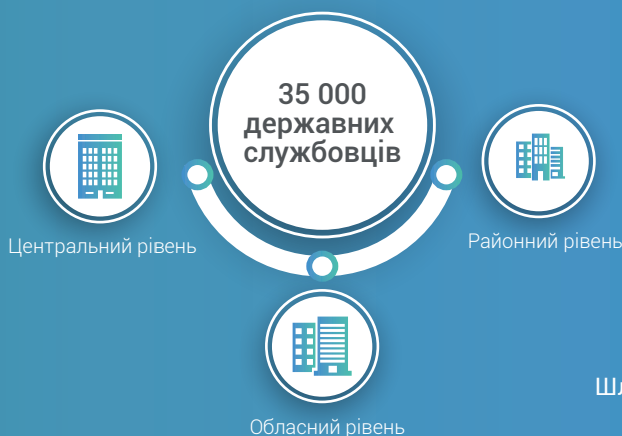 35 000
державних
службовців
Центральний рівень
Районний рівень
Обласний рівень